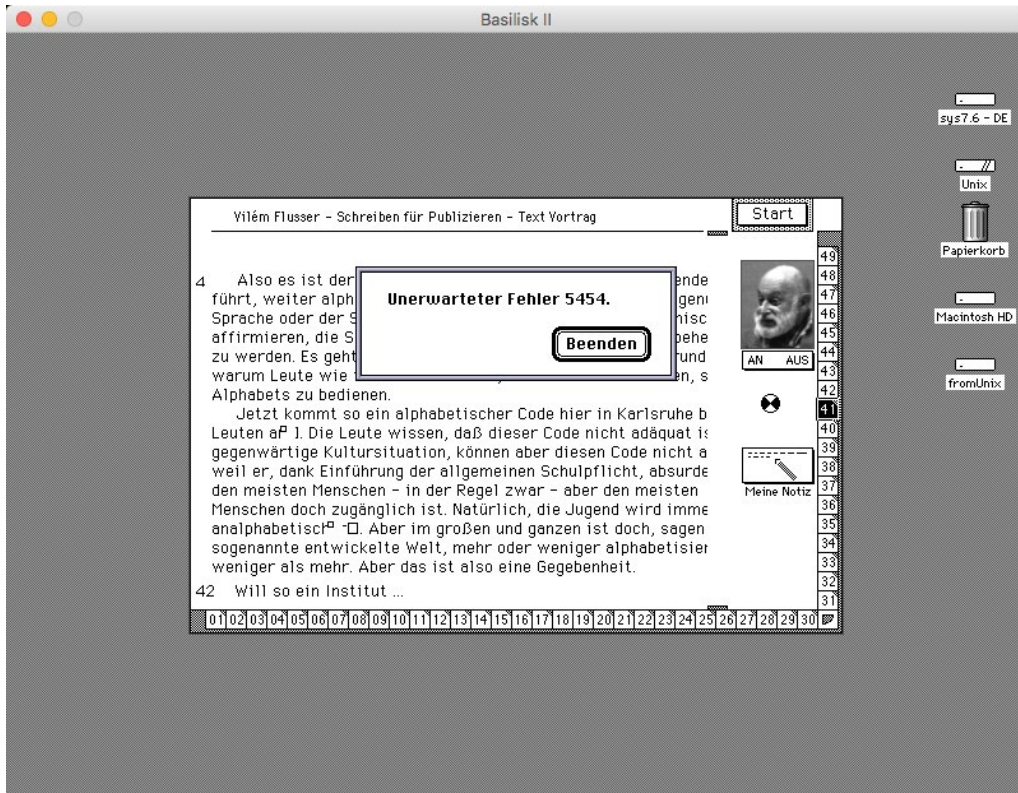 Basilisk II
sys7.6 - DE
Unix
Papierkorb
Macintosh HD
fromUnix
Vilém Flusser - Schreiben für Publizieren - Text Vortrag
Start
4 Also es ist der
führt, weiter alph
Sprache oder der
affirmieren, die S
zu werden. Es geht
warum Leute wie
Alphabets zu bedienen.
Jetzt kommt so ein alphabetischer Code hier in Karlsruhe b
Leuten a ]. Die Leute wissen, daß dieser Code nicht adäquat is
gegenwärtige Kultursituation, können aber diesen Code nicht a
weil er, dank Einführung der allgemeinen Schulpflicht, absurde
den meisten Menschen - in der Regel zwar - aber den meisten
Menschen doch zugänglich ist. Natürlich, die Jugend wird imme
analphabetisch. Aber im großen und ganzen ist doch, sagen
sogenannte entwickelte Welt, mehr oder weniger alphabetisier
weniger als mehr. Aber das ist also eine Gegebenheit.
42 Will so ein Institut ...
Unerwarteter Fehler 5454.
Beenden
AN AUS
Meine Notiz
49
48
47
46
45
44
43
42
41
40
39
38
37
36
35
34
33
32
31
01 02 03 04 05 06 07 08 09 10 11 12 13 14 15 16 17 18 19 20 21 22 23 24 25 26 27 28 29 30